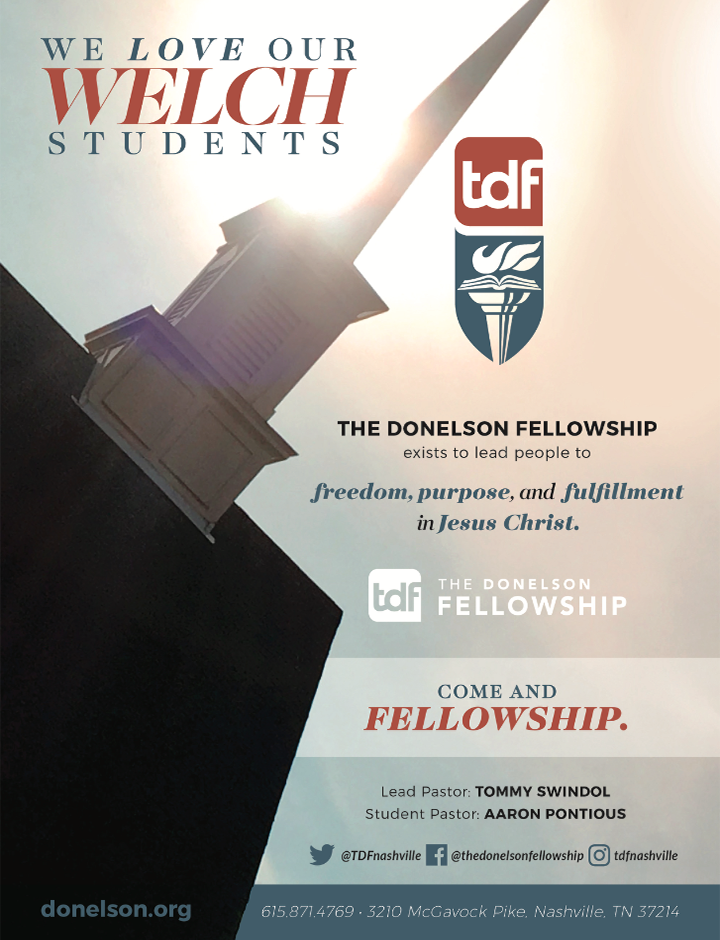 WE LOVE OUR
WELCH
STUDENTS
tdf
THE DONELSON FELLOWSHIP
exists to lead people to
freedom, purpose, and fulfillment
in Jesus Christ.
tdf THE DONELSON
FELLOWSHIP
COME AND
FELLOWSHIP.
Lead Pastor: TOMMY SWINDOL
Student Pastor: AARON PONTIOUS
@TDFnashville @thedonelsonfellowship tdfnashville
donelson.org 615.871.4769 • 3210 McGavock Pike, Nashville, TN 37214